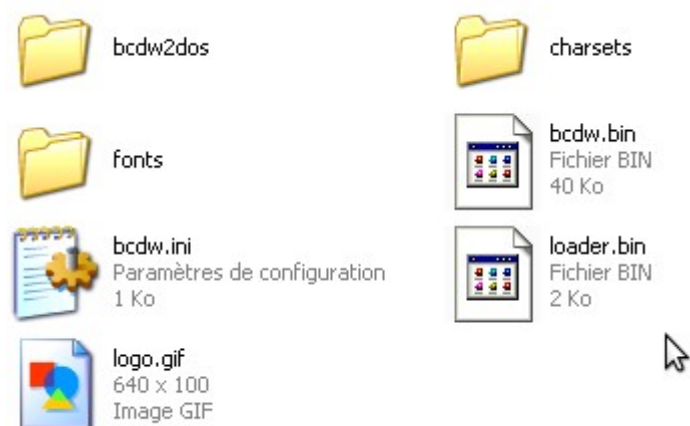 bcdw2dos
charsets
fonts
bcdw.bin
Fichier BIN
40 Ko
bcdw.ini
Paramètres de configuration
1 Ko
loader.bin
Fichier BIN
2 Ko
logo.gif
640 x 100
Image GIF